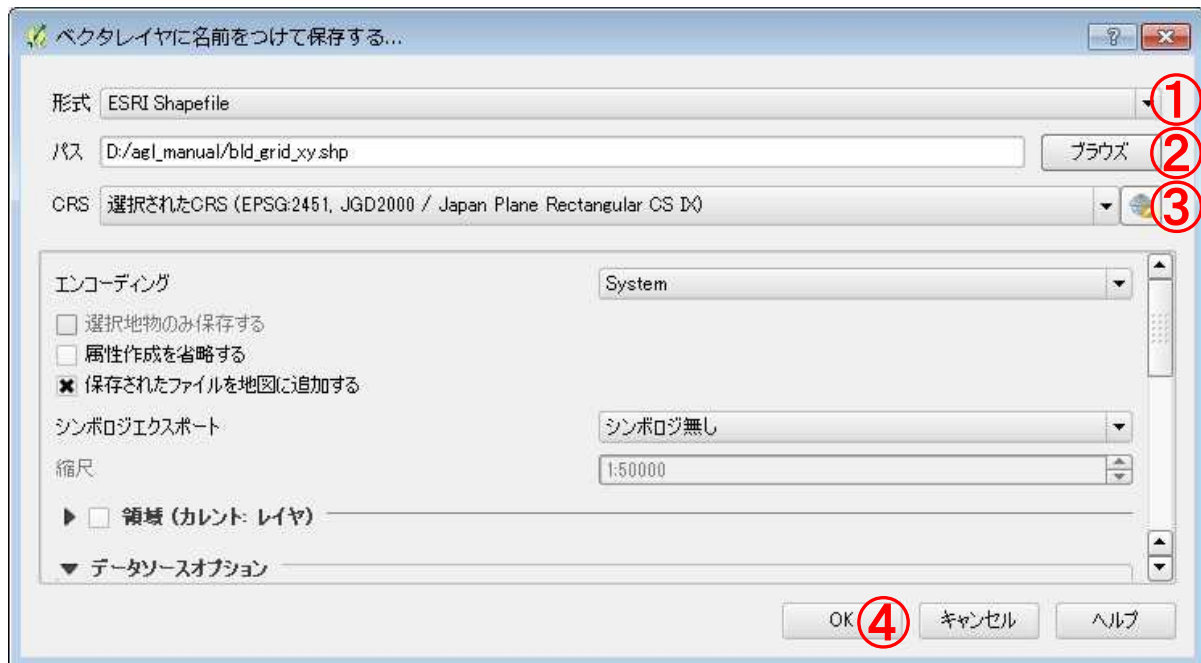 ベクタレイヤに名前をつけて保存する...
形式 ESRI Shapefile ①
パス D:/agl_manual/bld_grid_xy.shp ブラウズ ②
CRS 選択されたCRS (EPSG:2451, JGD2000 / Japan Plane Rectangular CS IX) ③
エンコーディング System
選択地物のみ保存する
属性作成を省略する
保存されたファイルを地図に追加する
シンボロジエクスポート シンボロジ無し
縮尺 1:50000
領域 (カレント: レイヤ)
データソースオプション
OK ④ キャンセル ヘルプ